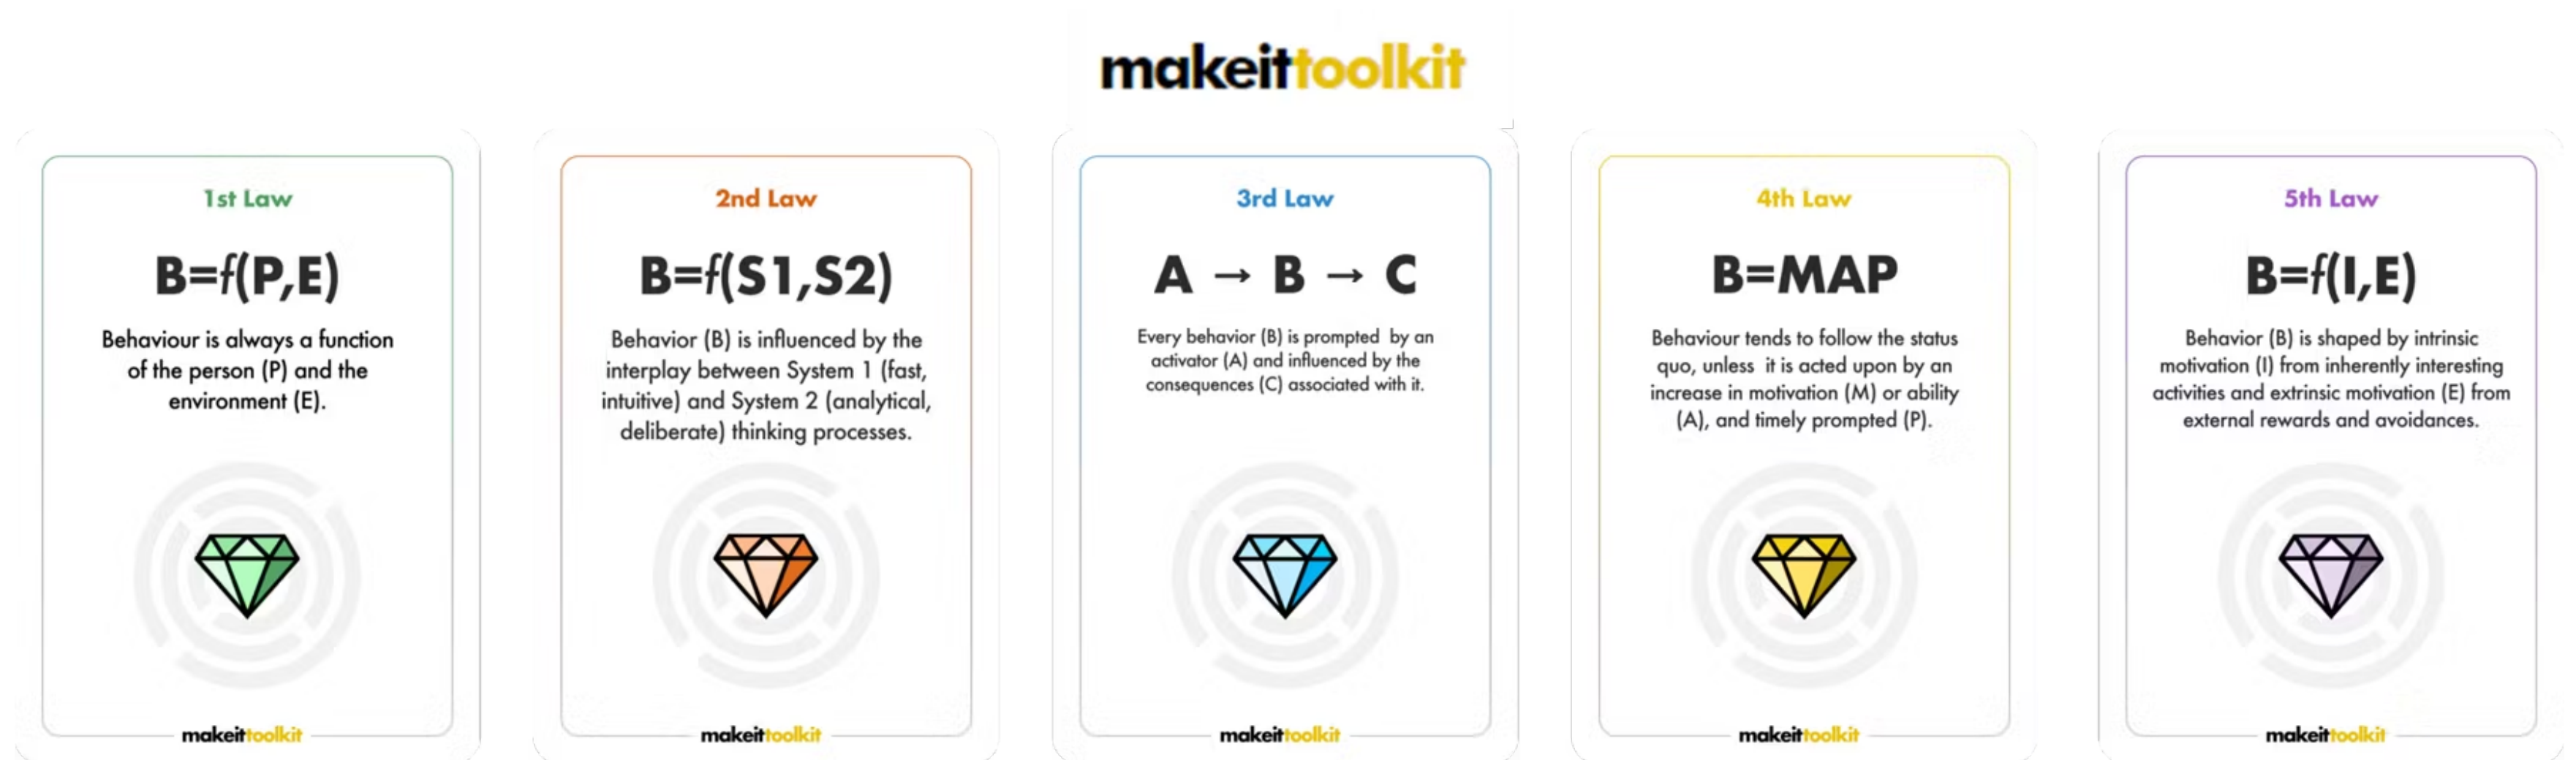 makeittoolkit
1st Law
B=f(P,E)
Behaviour is always a function
of the person (P) and the
environment (E).
makeittoolkit
2nd Law
B=f(S1,S2)
Behavior (B) is influenced by the
interplay between System 1 (fast,
intuitive) and System 2 (analytical,
deliberate) thinking processes.
makeittoolkit
3rd Law
A → B → C
Every behavior (B) is prompted by an
activator (A) and influenced by the
consequences (C) associated with it.
makeittoolkit
4th Law
B=MAP
Behaviour tends to follow the status
quo, unless it is acted upon by an
increase in motivation (M) or ability
(A), and timely prompted (P).
makeittoolkit
5th Law
B=f(I,E)
Behavior (B) is shaped by intrinsic
motivation (I) from inherently interesting
activities and extrinsic motivation (E) from
external rewards and avoidances.
makeittoolkit